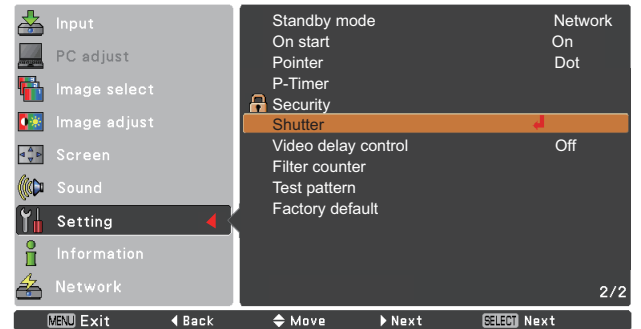 Input
PC adjust
Image select
Image adjust
Screen
Sound
Setting
Information
Network
Standby mode Network
On start On
Pointer Dot
P-Timer
Security
Shutter
Video delay control Off
Filter counter
Test pattern
Factory default
2/2
MENU Exit Back Move Next SELECT Next